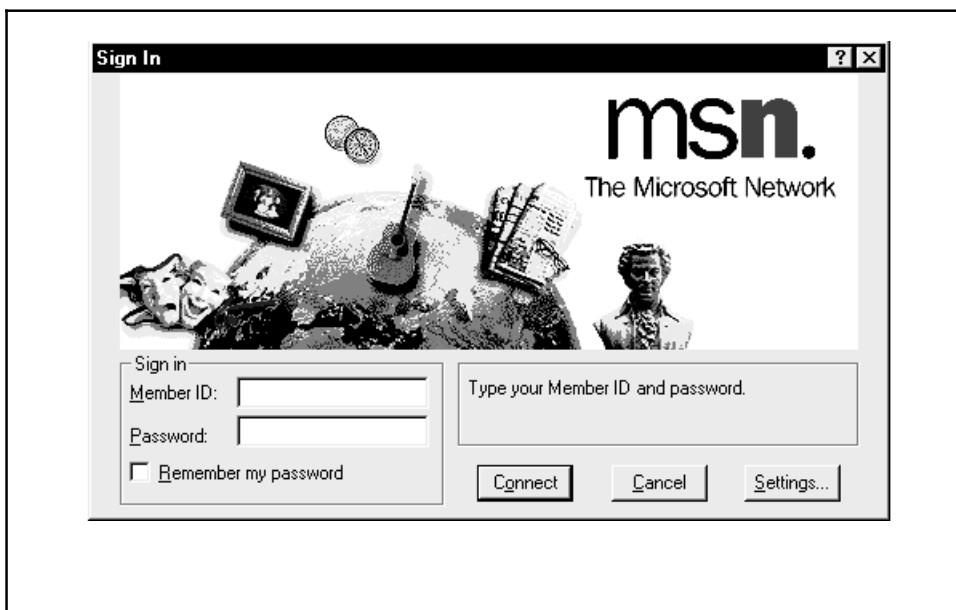 Sign In
msn.
The Microsoft Network
Sign in
Member ID:
Type your Member ID and password.
Password:
Remember my password
Connect Cancel Settings...